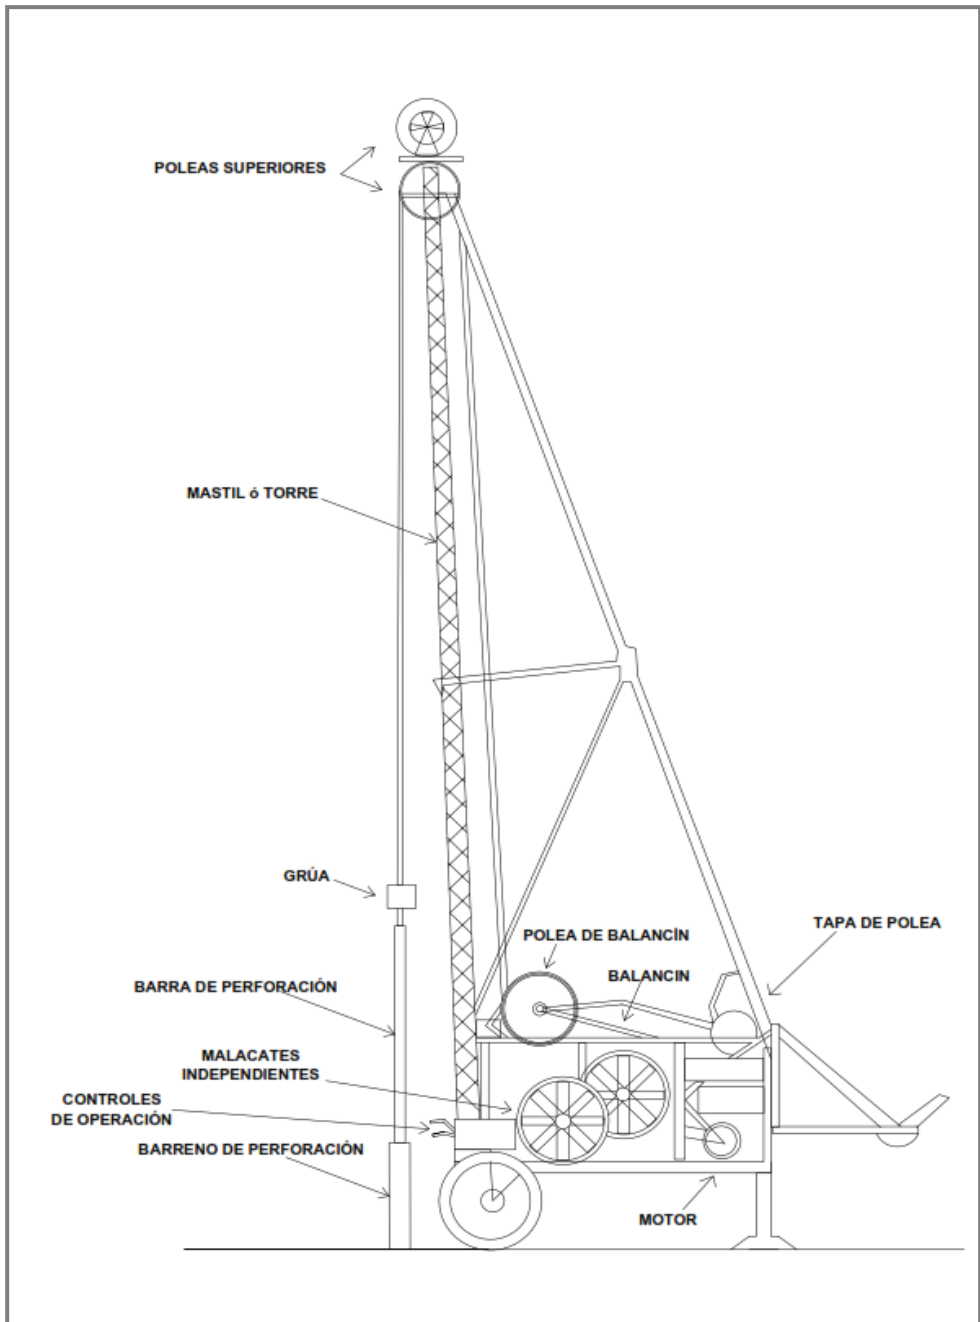 POLEAS SUPERIORES
MASTIL ó TORRE
GRÚA
TAPA DE POLEA
POLEA DE BALANCÍN
BALANCIN
BARRA DE PERFORACIÓN
MALACATES
INDEPENDIENTES
CONTROLES
DE OPERACIÓN
BARRENO DE PERFORACIÓN
MOTOR